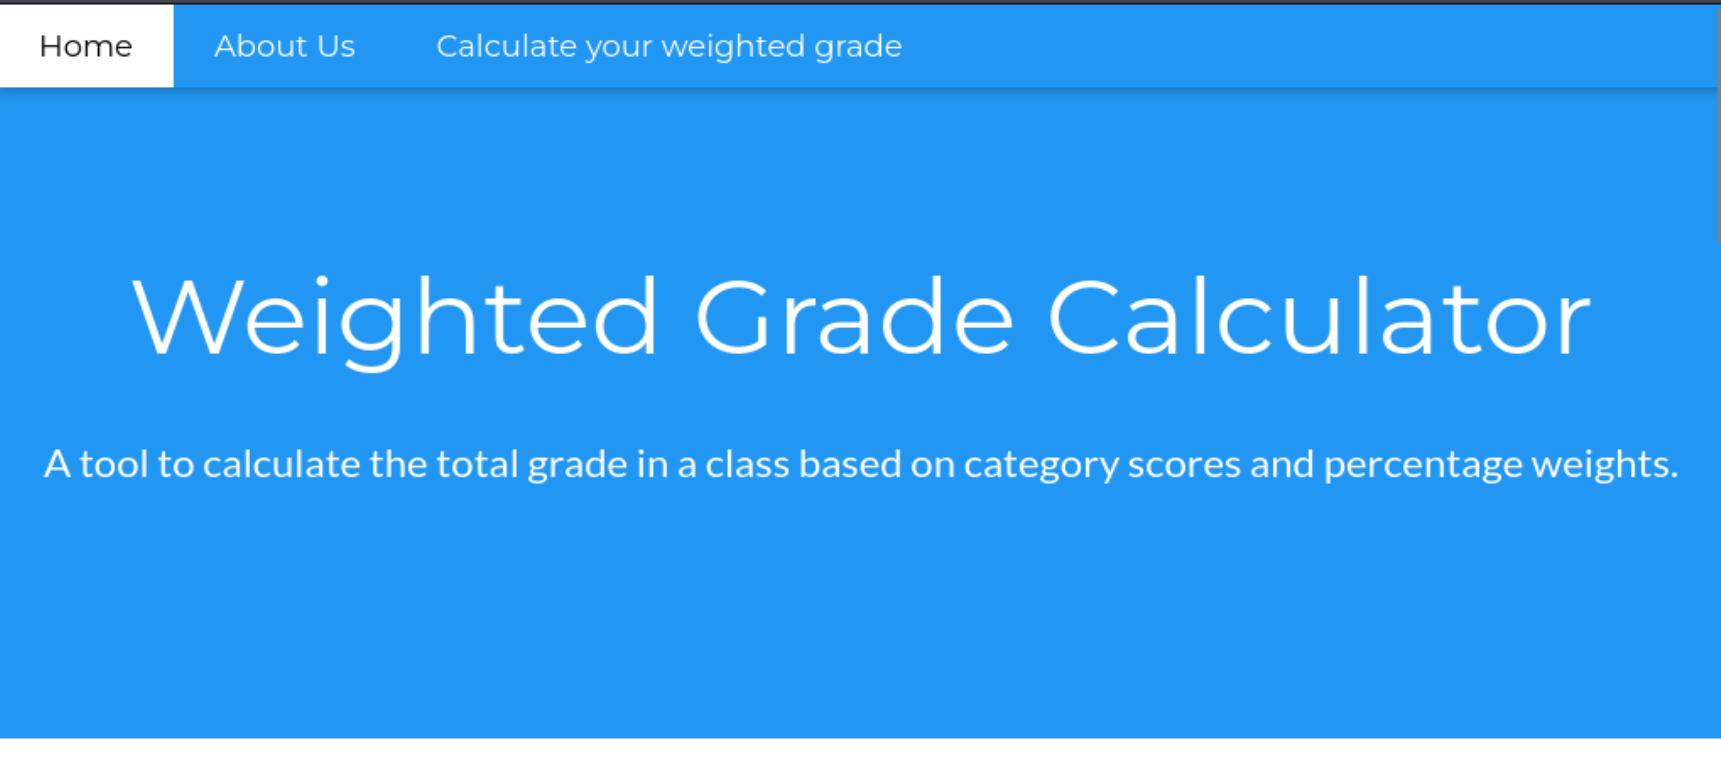 Home About Us Calculate your weighted grade
Weighted Grade Calculator
A tool to calculate the total grade in a class based on category scores and percentage weights.